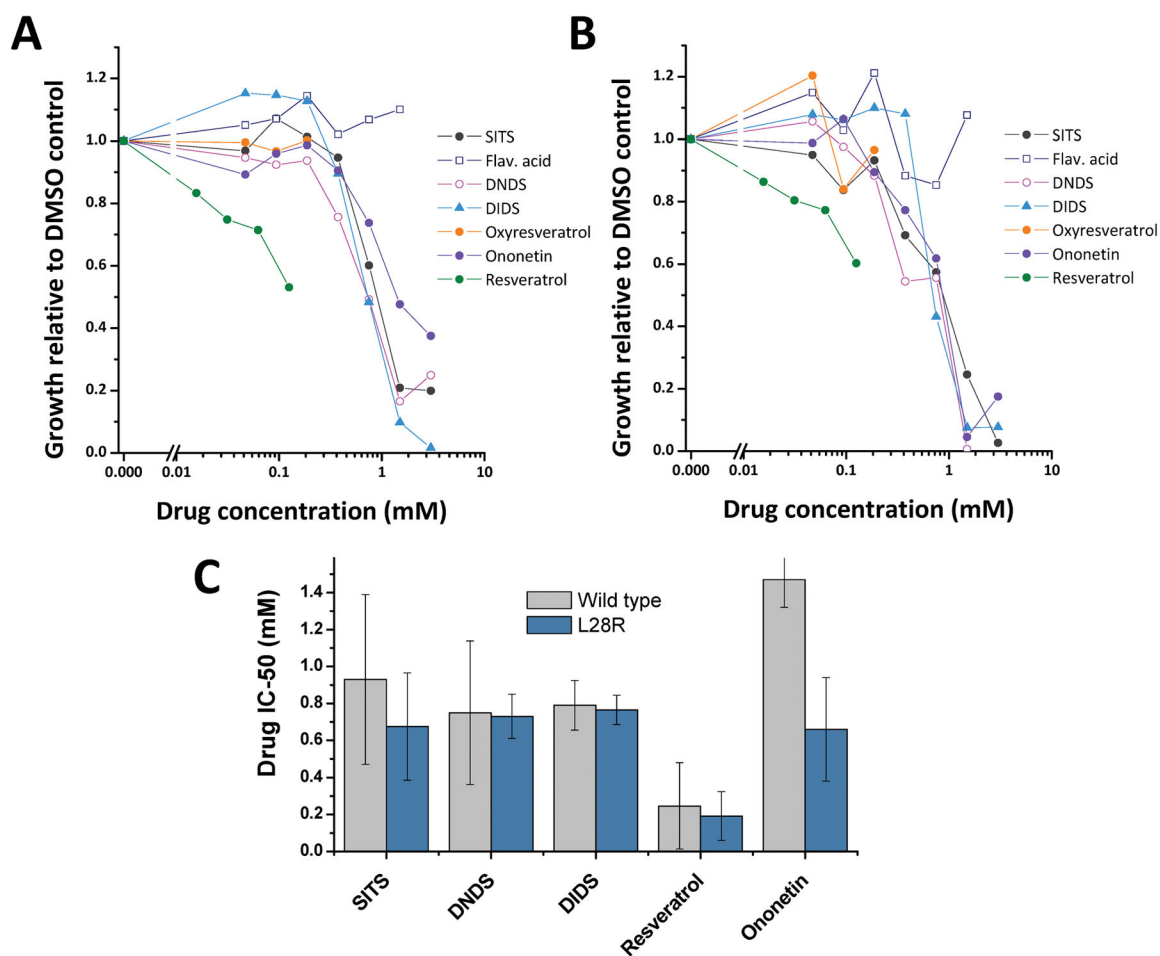 A
Growth relative to DMSO control
1.2
1.0
0.8
0.6
0.4
0.2
0.0
0.000
0.01
0.1
1
10
Drug concentration (mM)
SITS
Flav. acid
DNDS
DIDS
Oxyresveratrol
Ononetin
Resveratrol
B
Growth relative to DMSO control
1.2
1.0
0.8
0.6
0.4
0.2
0.0
0.000
0.01
0.1
1
10
Drug concentration (mM)
SITS
Flav. acid
DNDS
DIDS
Oxyresveratrol
Ononetin
Resveratrol
C
Drug IC-50 (mM)
1.4
1.2
1.0
0.8
0.6
0.4
0.2
0.0
Wild type
L28R
SITS
DNDS
DIDS
Resveratrol
Ononetin